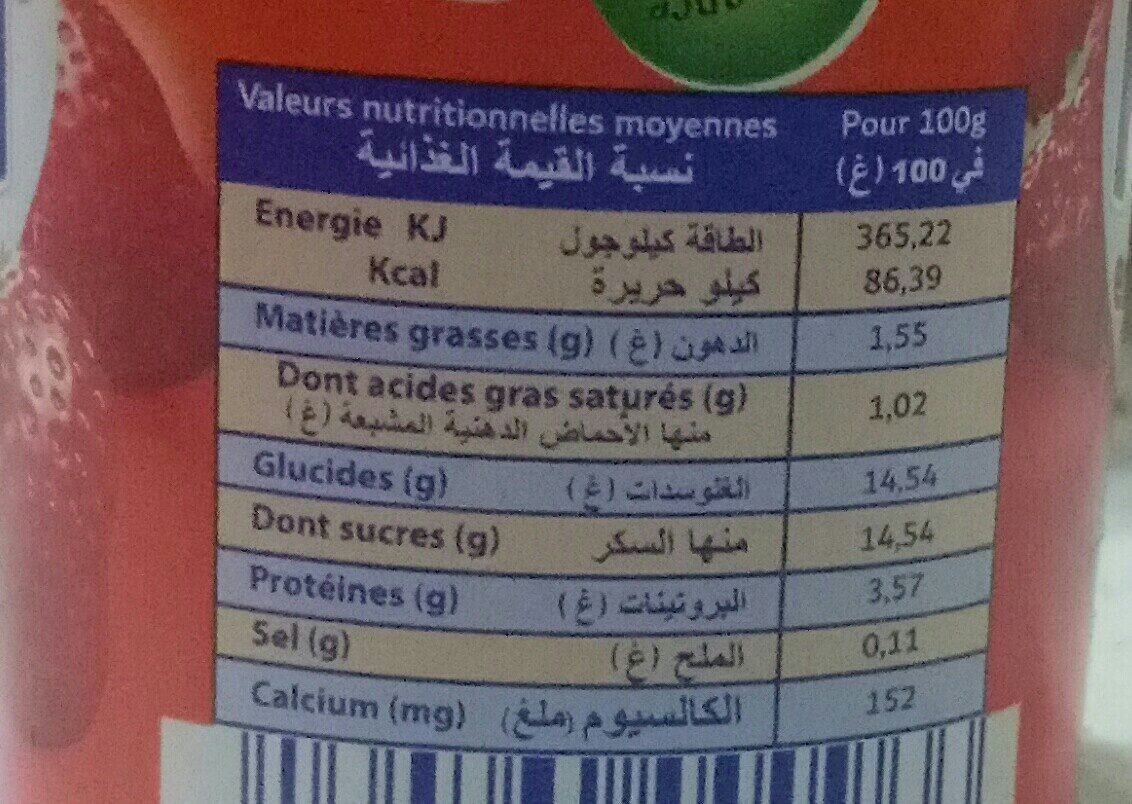 Valeurs nutritionnelles moyennes Pour 100g
نسبة القيمة الغذائية في 100 (غ)
Energie KJ الطاقة كيلوجول 365,22
Kcal كيلو حريرة 86,39
Matières grasses (g) الدهون (غ) 1,55
Dont acides gras saturés (g) 1,02
منها الأحماض الدهنية المشبعة (غ)
Glucides (g) الغلوسدات (غ) 14,54
Dont sucres (g) منها السكر 14,54
Protéines (g) البروتينات (غ) 3,57
Sel (g) الملح (غ) 0,11
Calcium (mg) الكالسيوم (ملغ) 152